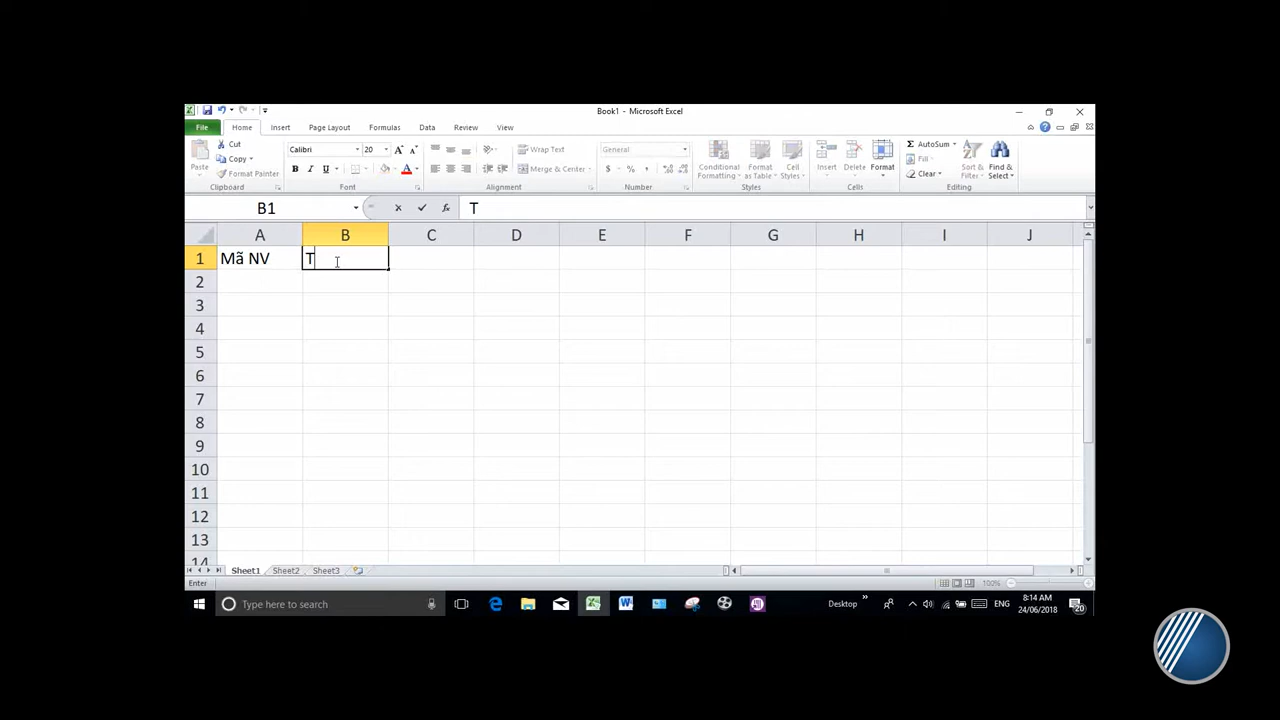 Book1 - Microsoft Excel
File Home Insert Page Layout Formulas Data Review View
Cut
Copy
Format Painter
Paste
Clipboard
Calibri 20
B I U
Font
Wrap Text
Merge & Center
Alignment
General
$ % ,
Number
Conditional Formatting
Format as Table
Cell Styles
Styles
Insert Delete Format
Cells
AutoSum
Fill
Clear
Sort & Filter
Find & Select
Editing
B1 fx T
A B C D E F G H I J
1 Mã NV T
2
3
4
5
6
7
8
9
10
11
12
13
14
Sheet1 Sheet2 Sheet3
Enter 100%
Type here to search Desktop ENG 8:14 AM
24/06/2018 20